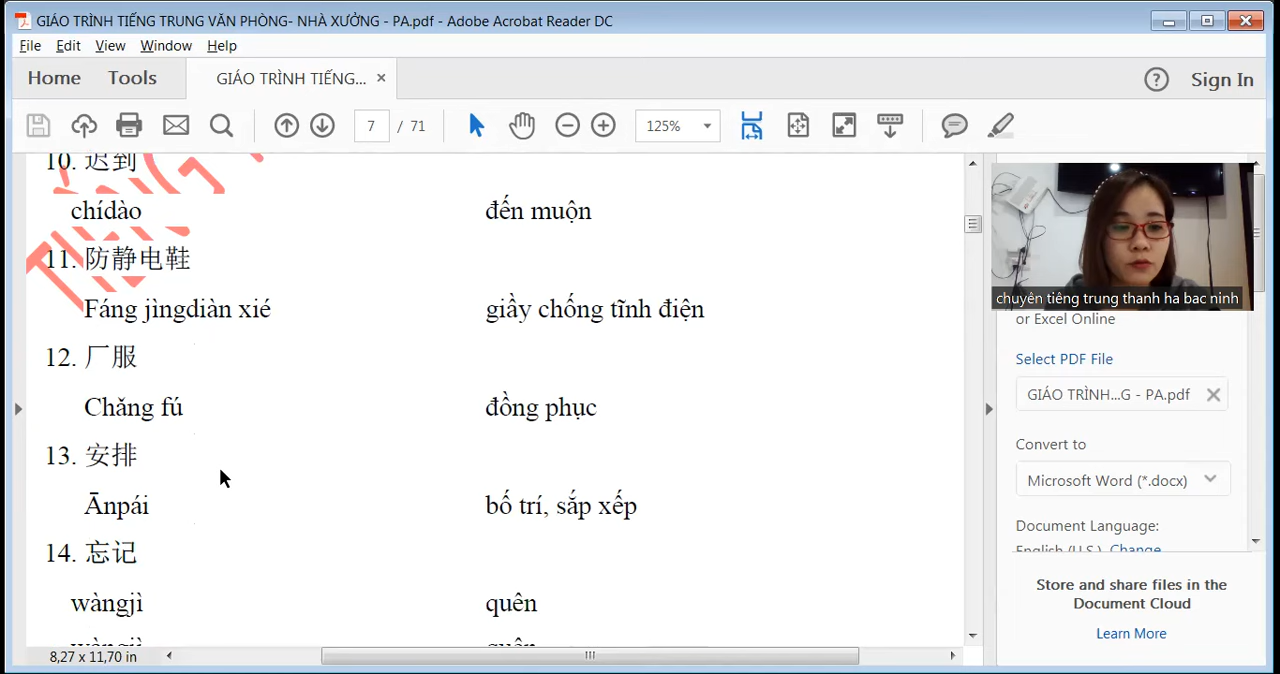 GIÁO TRÌNH TIẾNG TRUNG VĂN PHÒNG- NHÀ XƯỞNG - PA.pdf - Adobe Acrobat Reader DC
File Edit View Window Help
Home Tools GIÁO TRÌNH TIẾNG... × Sign In
7 / 71 125%
10. 迟到
chídào đến muộn
11. 防静电鞋
Fáng jìngdiàn xié giầy chống tĩnh điện
12. 厂服
Chǎng fú đồng phục
13. 安排
Ānpái bố trí, sắp xếp
14. 忘记
wàngjì quên
wàngjì quên
8,27 x 11,70 in
TIẾNG T
chuyên tiêng trung thanh ha bac ninh
or Excel Online
Select PDF File
GIÁO TRÌNH...G - PA.pdf
Convert to
Microsoft Word (*.docx)
Document Language:
English (U.S.) Change
Store and share files in the
Document Cloud
Learn More